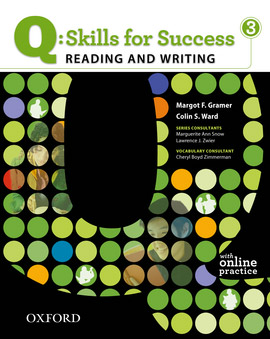 Q: Skills for Success 3
READING AND WRITING
Margot F. Gramer
Colin S. Ward
SERIES CONSULTANTS
Marguerite Ann Snow
Lawrence J. Zwier
VOCABULARY CONSULTANT
Cheryl Boyd Zimmerman
with
online
practice
OXFORD